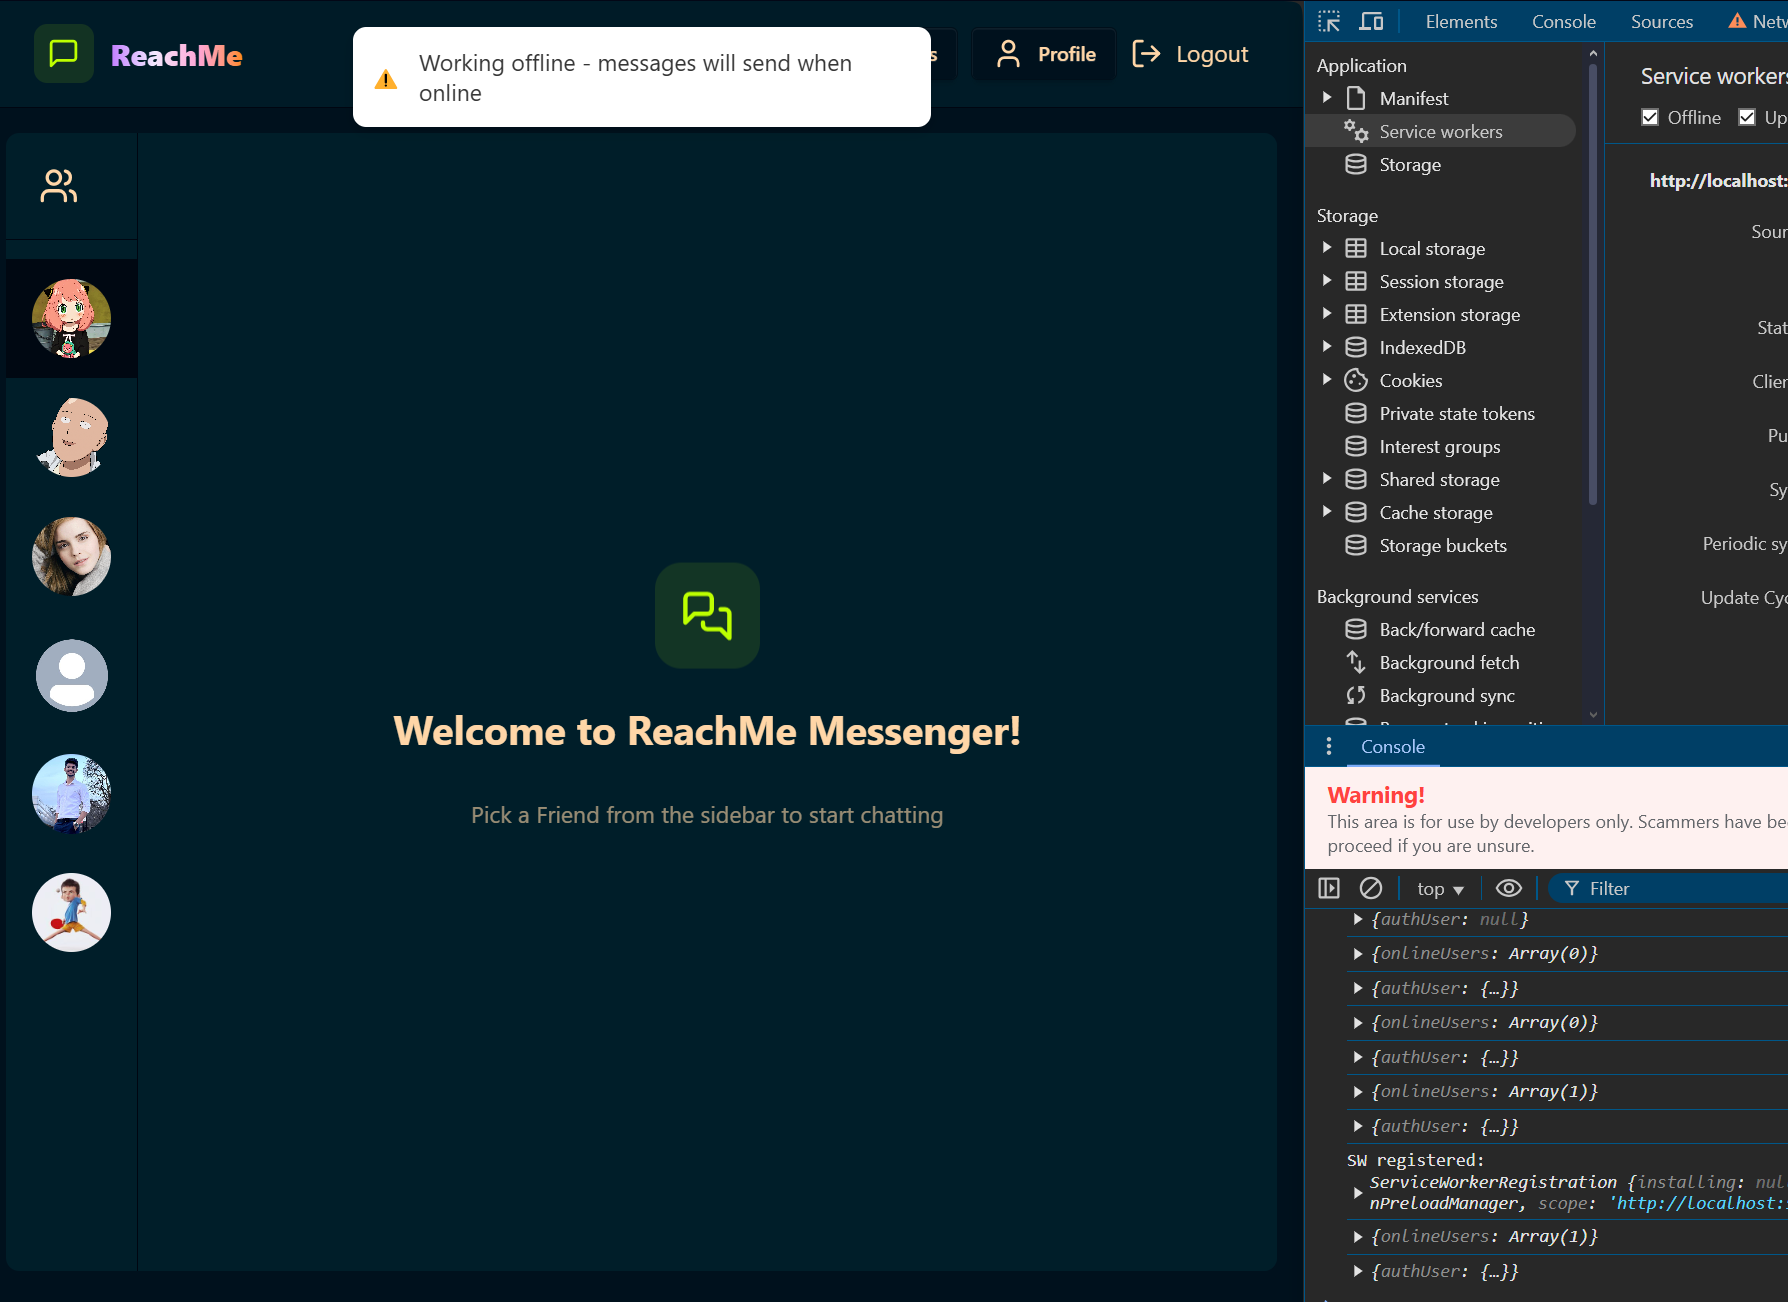 ReachMe
Working offline - messages will send when
online
s
Profile
Logout
Welcome to ReachMe Messenger!
Pick a Friend from the sidebar to start chatting
Elements
Console
Sources
Netw
Application
Manifest
Service workers
Storage
Storage
Local storage
Session storage
Extension storage
IndexedDB
Cookies
Private state tokens
Interest groups
Shared storage
Cache storage
Storage buckets
Background services
Back/forward cache
Background fetch
Background sync
Service workers
Offline
Up
http://localhost:
Sour
Stat
Clien
Pu
Sy
Periodic sy
Update Cyc
Console
Warning!
This area is for use by developers only. Scammers have be
proceed if you are unsure.
top
Filter
{authUser: null}
{onlineUsers: Array(0)}
{authUser: {…}}
{onlineUsers: Array(0)}
{authUser: {…}}
{onlineUsers: Array(1)}
{authUser: {…}}
SW registered:
ServiceWorkerRegistration {installing: nul
nPreloadManager, scope: 'http://localhost:
{onlineUsers: Array(1)}
{authUser: {…}}